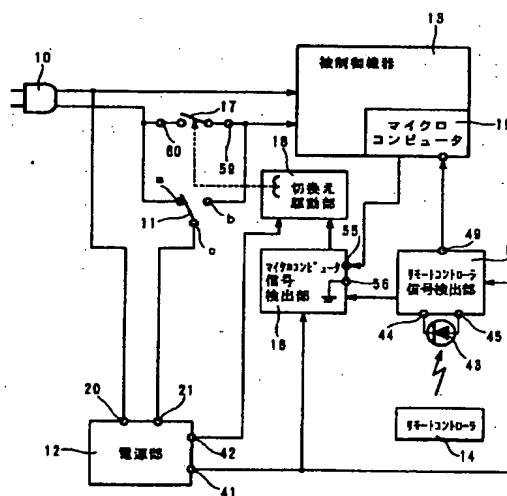 10
13
被制御機器
マイクロ
コンピュータ
17
60
59
18
切換え
駆動部
a
11
b
c
55
49
マイクロコンピュータ
信号
検出部
56
16
リモートコントローラ
信号検出部
44
45
43
20
21
リモートコントローラ
14
12
電源部
42
41